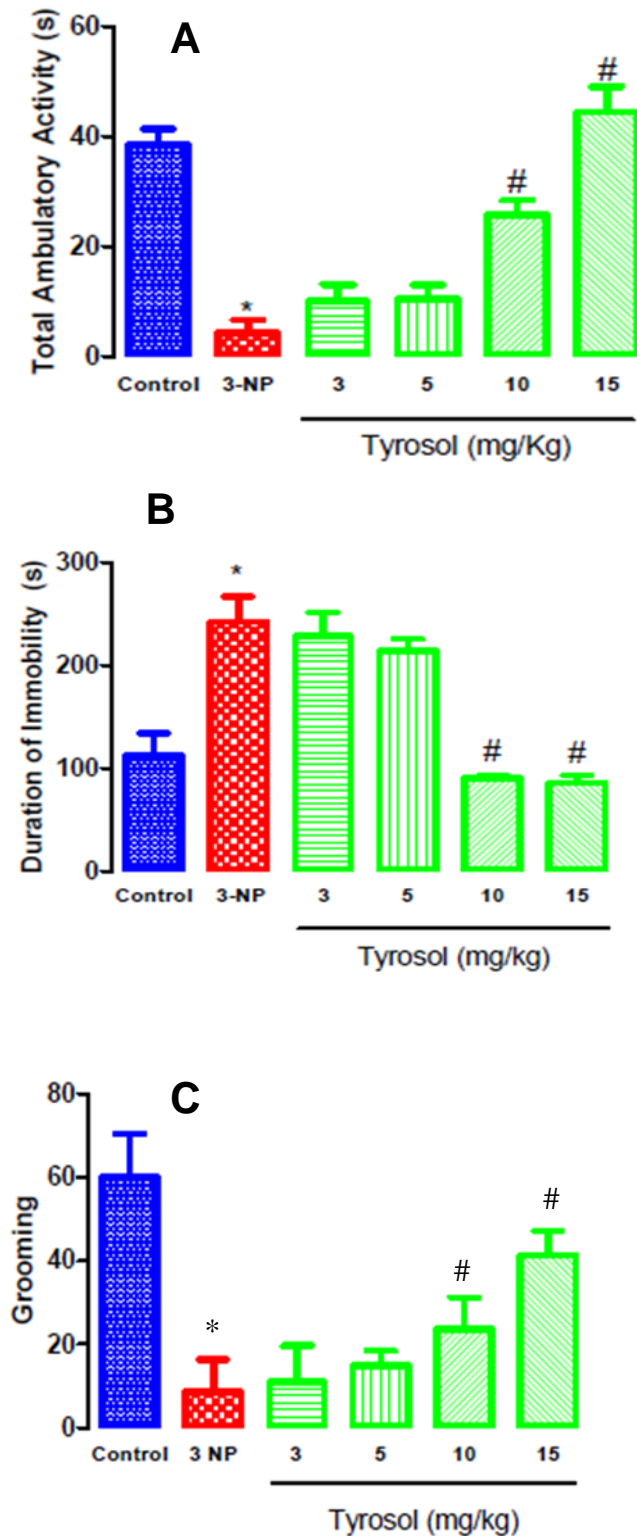 A
Total Ambulatory Activity (s)
60
40
20
0
*
#
#
Control 3-NP 3 5 10 15
Tyrosol (mg/Kg)
B
Duration of Immobility (s)
300
200
100
0
*
#
#
Control 3-NP 3 5 10 15
Tyrosol (mg/kg)
C
Grooming
80
60
40
20
0
*
#
#
Control 3 NP 3 5 10 15
Tyrosol (mg/kg)